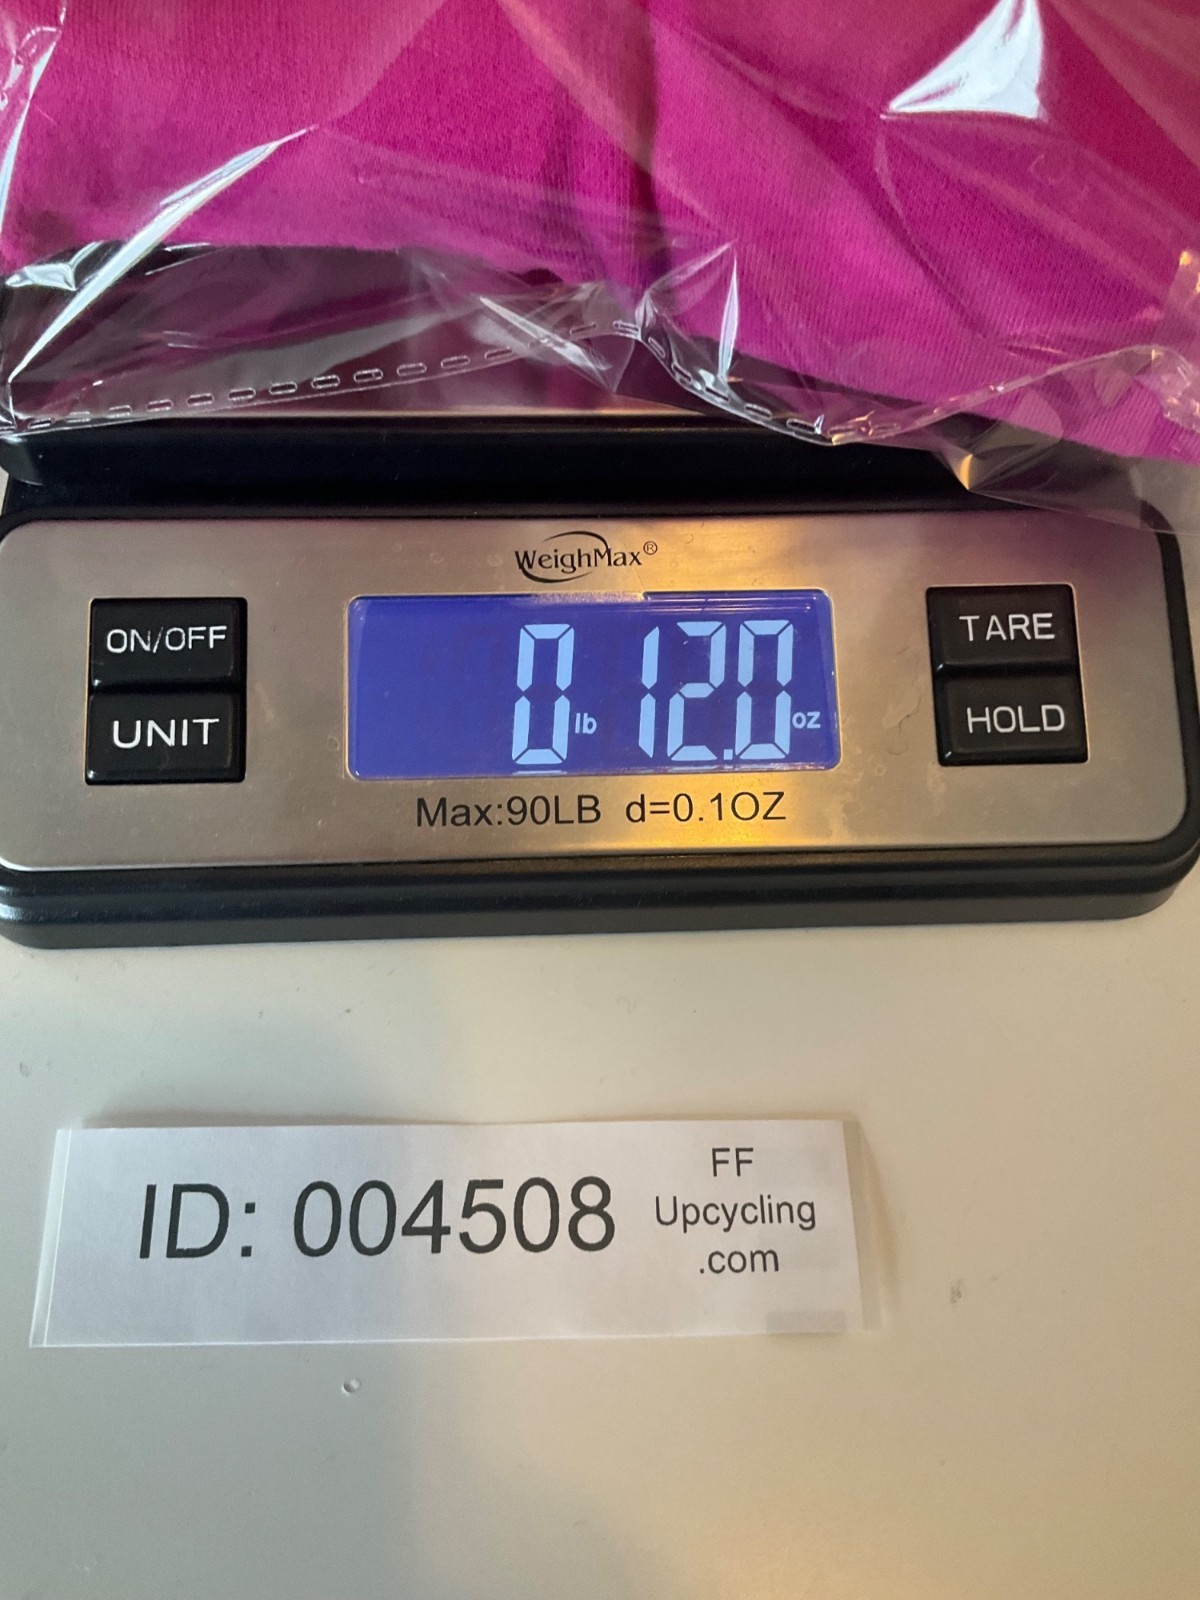 WeighMax®
ON/OFF
UNIT
0 lb 12.0 oz
TARE
HOLD
Max:90LB d=0.1OZ
ID: 004508
FF
Upcycling
.com